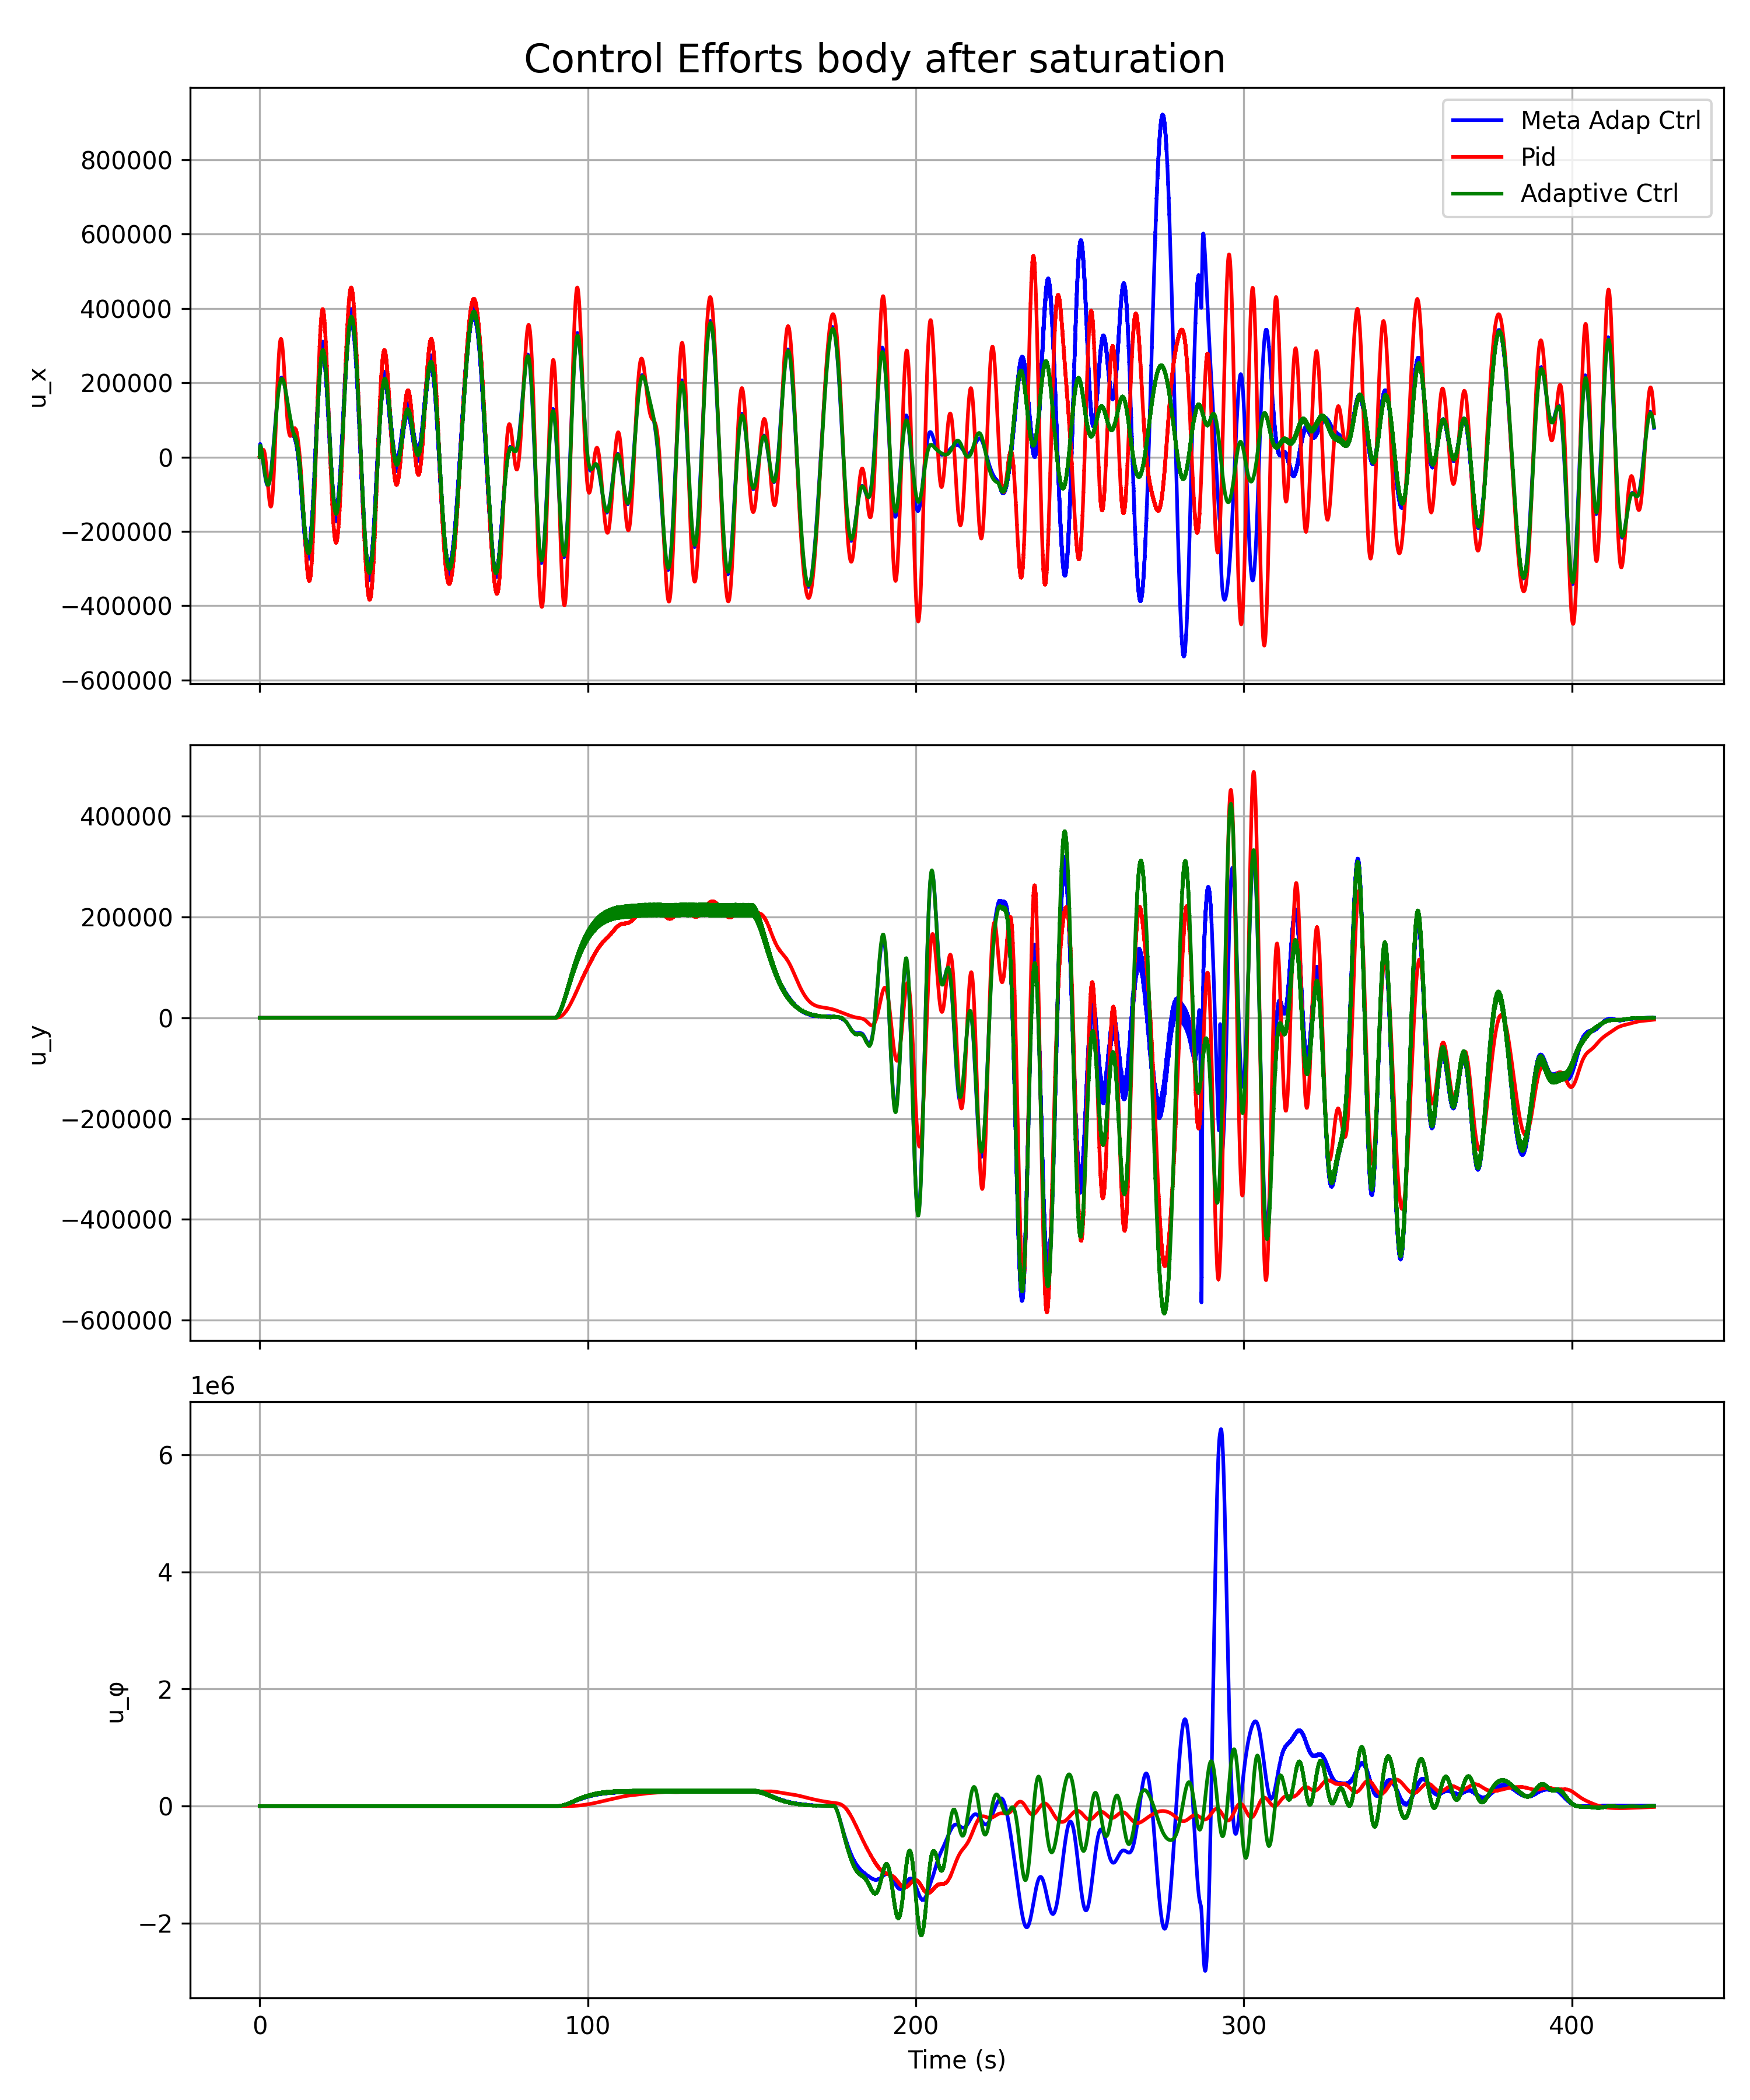 Control Efforts body after saturation
Meta Adap Ctrl
Pid
Adaptive Ctrl
800000
600000
400000
200000
0
−200000
−400000
−600000
u_x
400000
200000
0
−200000
−400000
−600000
u_y
1e6
6
4
2
0
−2
u_φ
0 100 200 300 400
Time (s)